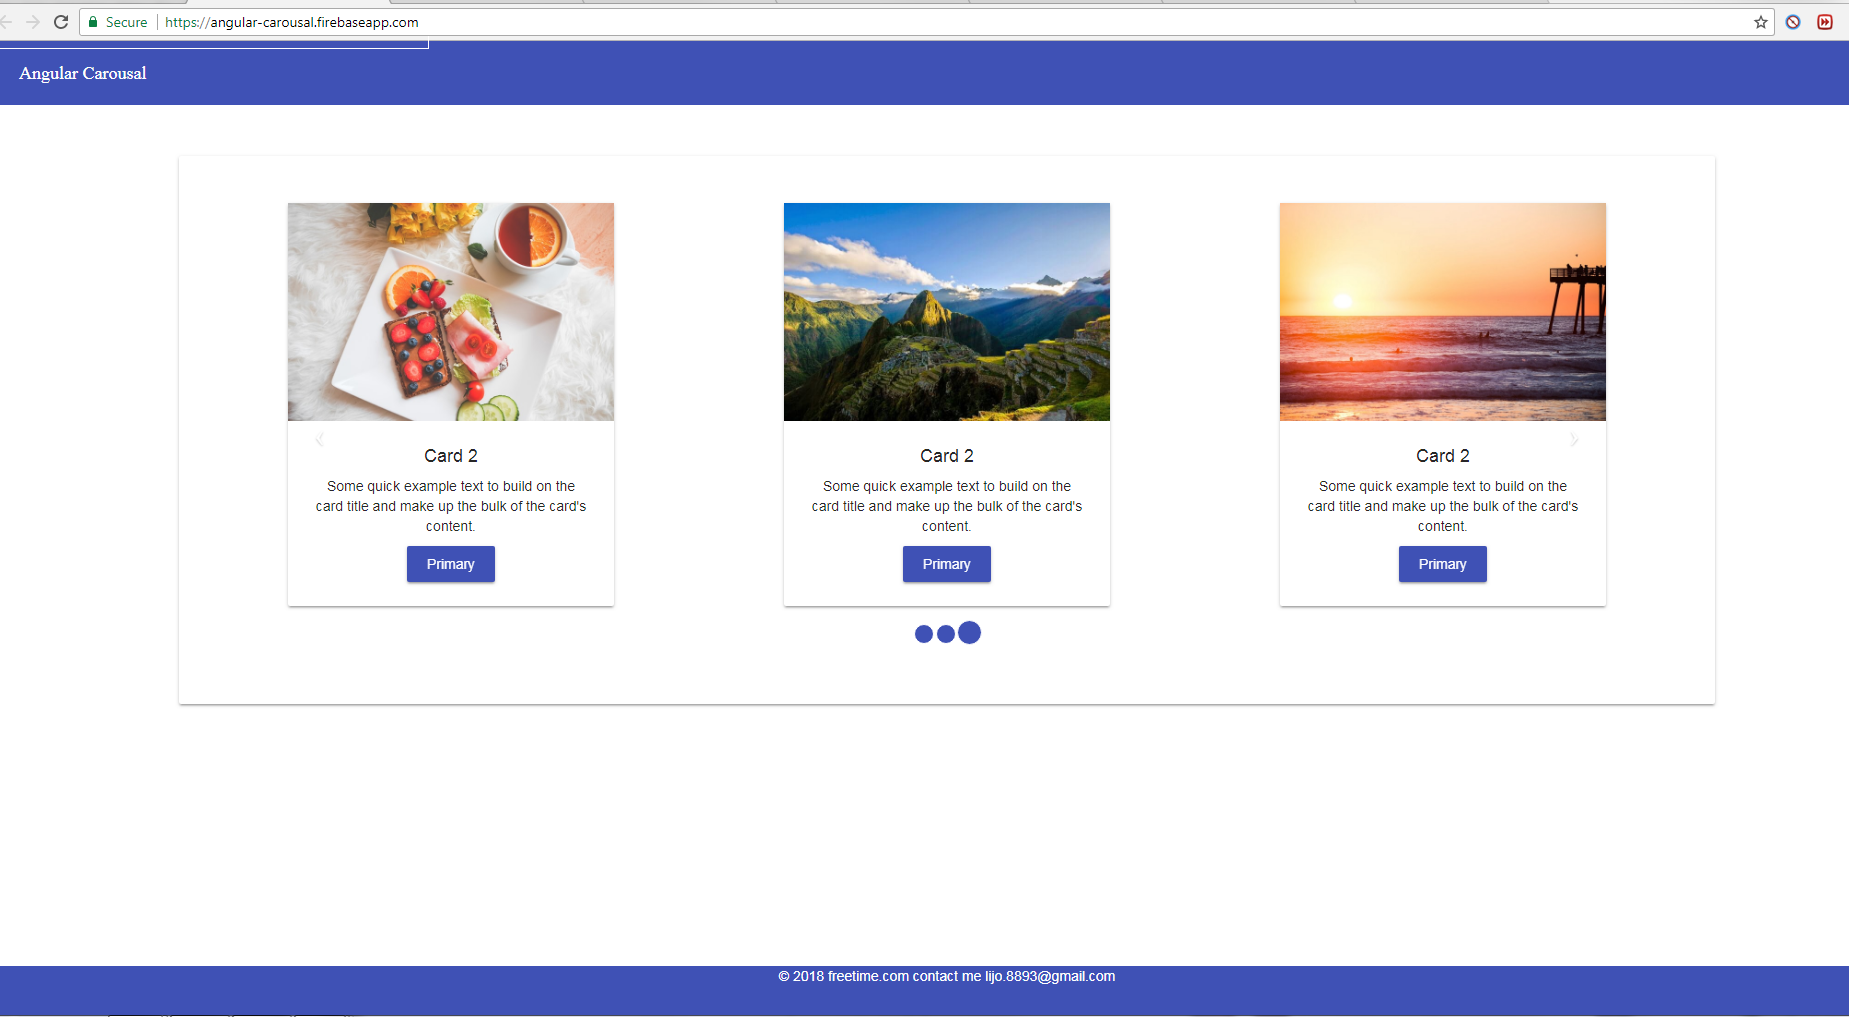 Secure https://angular-carousal.firebaseapp.com
Angular Carousal
Card 2
Some quick example text to build on the
card title and make up the bulk of the card's
content.
Primary
Card 2
Some quick example text to build on the
card title and make up the bulk of the card's
content.
Primary
Card 2
Some quick example text to build on the
card title and make up the bulk of the card's
content.
Primary
© 2018 freetime.com contact me lijo.8893@gmail.com